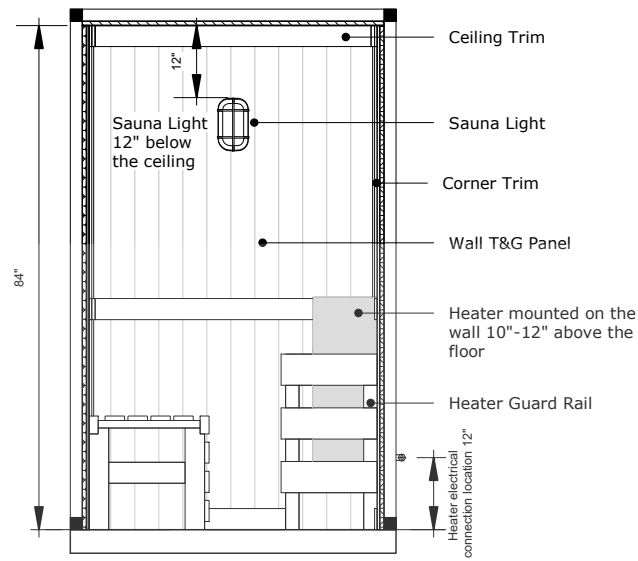 Ceiling Trim
12"
Sauna Light
12" below
the ceiling
Sauna Light
Corner Trim
Wall T&G Panel
84"
Heater mounted on the
wall 10"-12" above the
floor
Heater Guard Rail
Heater electrical
connection location 12"